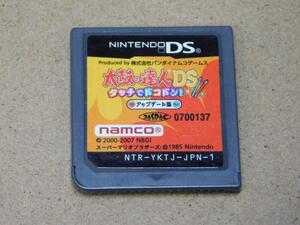 NINTENDO DS
Produced by 株式会社バンダイナムコゲームス
太鼓の達人DS
タッチでドコドン!
アップデート版
0700137
namco®
© 2000-2007 NBGI
スーパーマリオブラザーズ:©1985 Nintendo
NTR-YKTJ-JPN-1